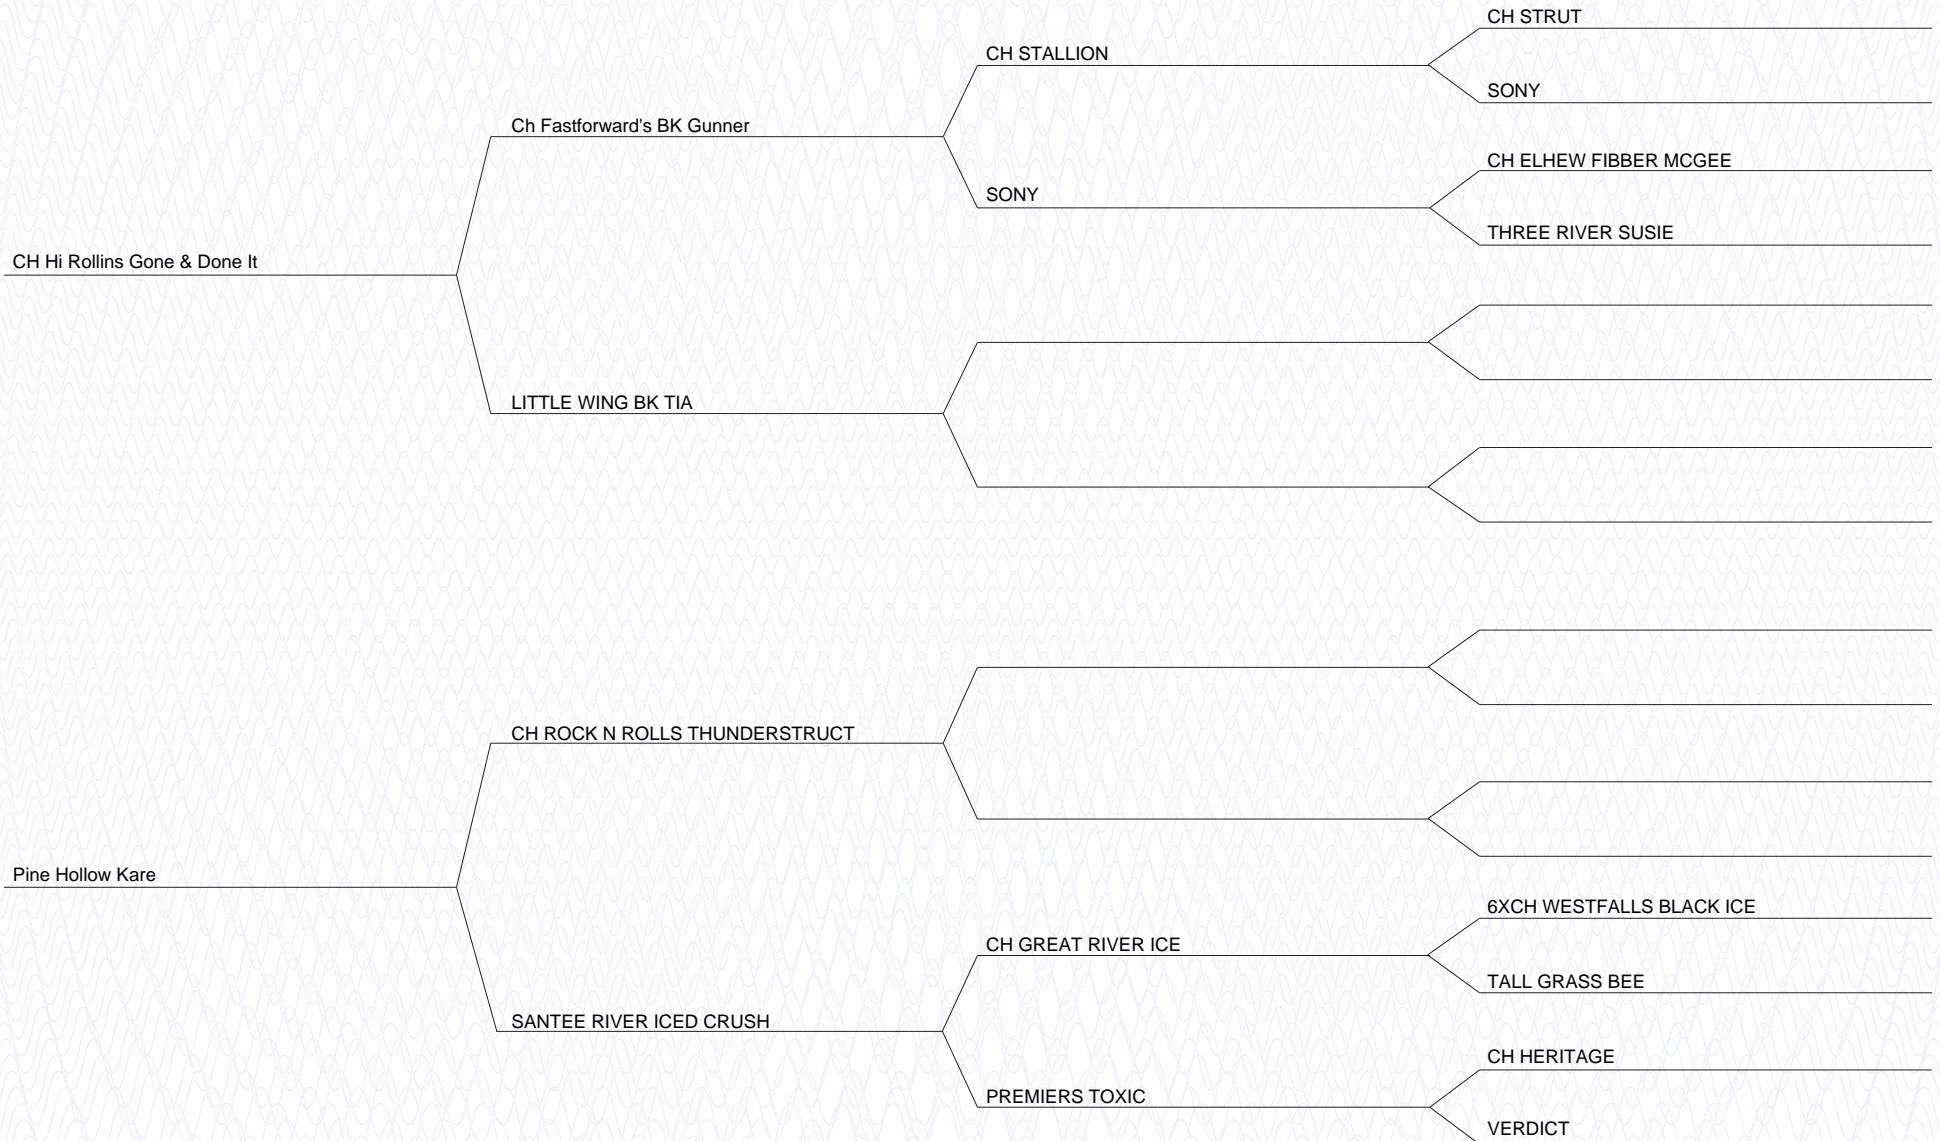 CH STRUT
CH STALLION
SONY
Ch Fastforward's BK Gunner
CH ELHEW FIBBER MCGEE
SONY
THREE RIVER SUSIE
CH Hi Rollins Gone & Done It
LITTLE WING BK TIA
CH ROCK N ROLLS THUNDERSTRUCT
Pine Hollow Kare
6XCH WESTFALLS BLACK ICE
CH GREAT RIVER ICE
TALL GRASS BEE
SANTEE RIVER ICED CRUSH
CH HERITAGE
PREMIERS TOXIC
VERDICT